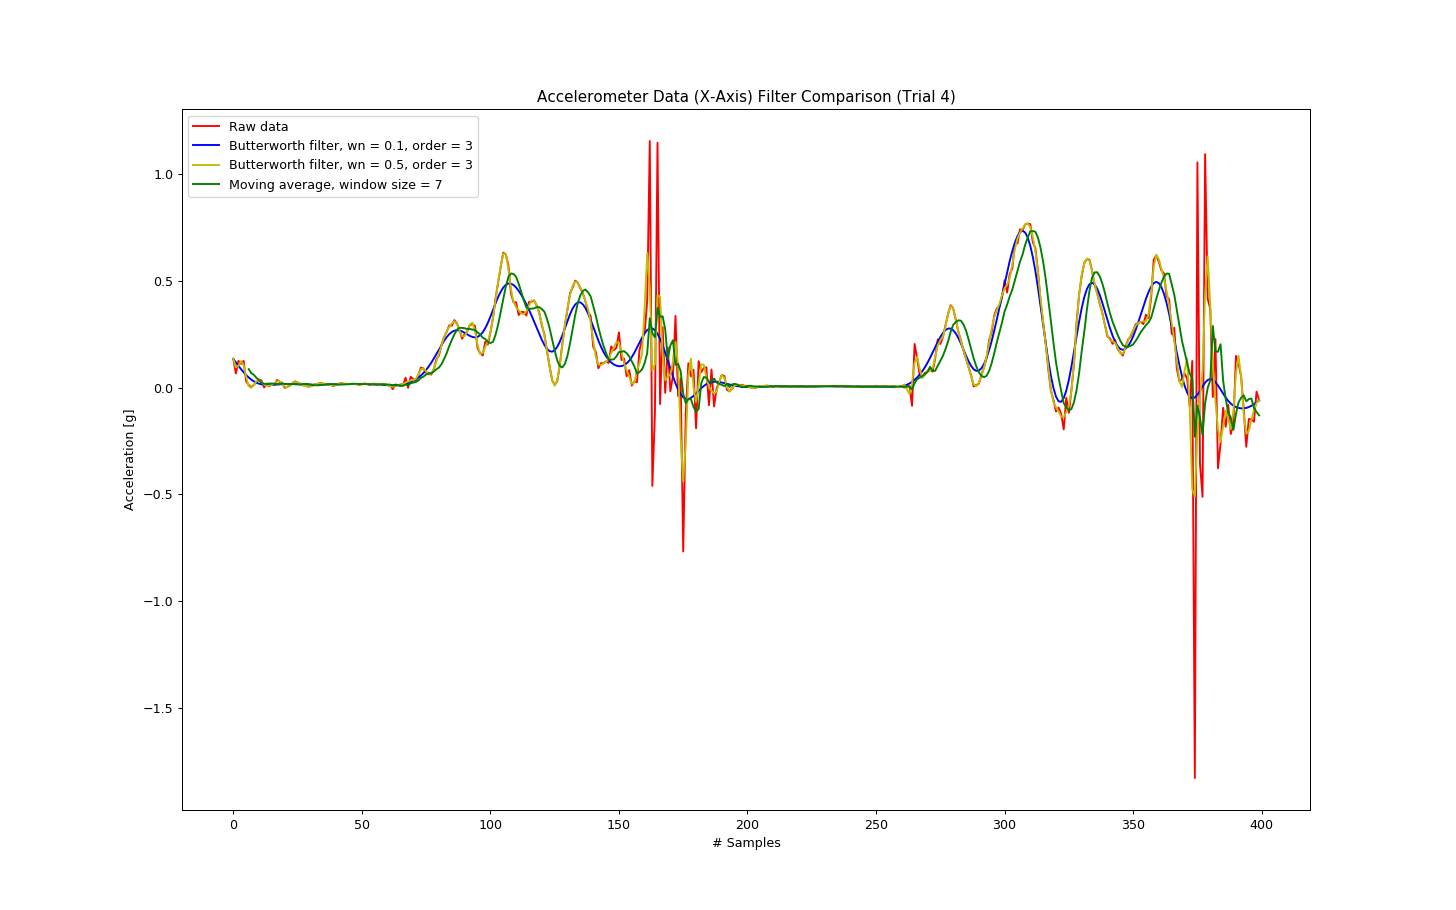 Accelerometer Data (X-Axis) Filter Comparison (Trial 4)
Raw data
Butterworth filter, wn = 0.1, order = 3
Butterworth filter, wn = 0.5, order = 3
Moving average, window size = 7
1.0
0.5
0.0
−0.5
−1.0
−1.5
Acceleration [g]
0 50 100 150 200 250 300 350 400
# Samples